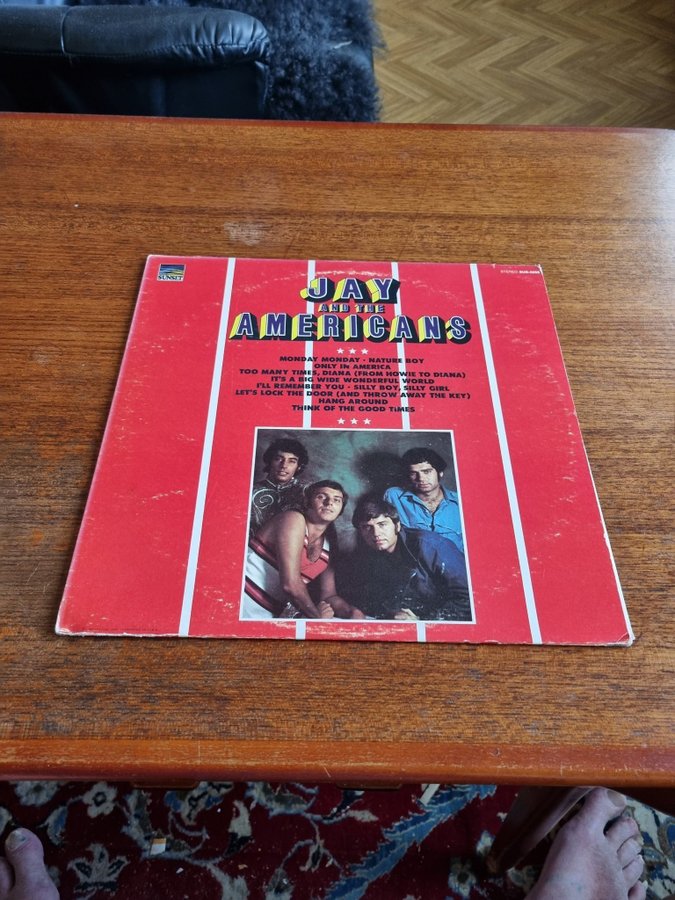 SUNSET
STEREO
JAY
AND THE
AMERICANS
MONDAY MONDAY · NATURE BOY
ONLY IN AMERICA
TOO MANY TIMES, DIANA (FROM HOWIE TO DIANA)
IT'S A BIG WIDE WONDERFUL WORLD
I'LL REMEMBER YOU · SILLY BOY, SILLY GIRL
LET'S LOCK THE DOOR (AND THROW AWAY THE KEY)
HANG AROUND
THINK OF THE GOOD TIMES